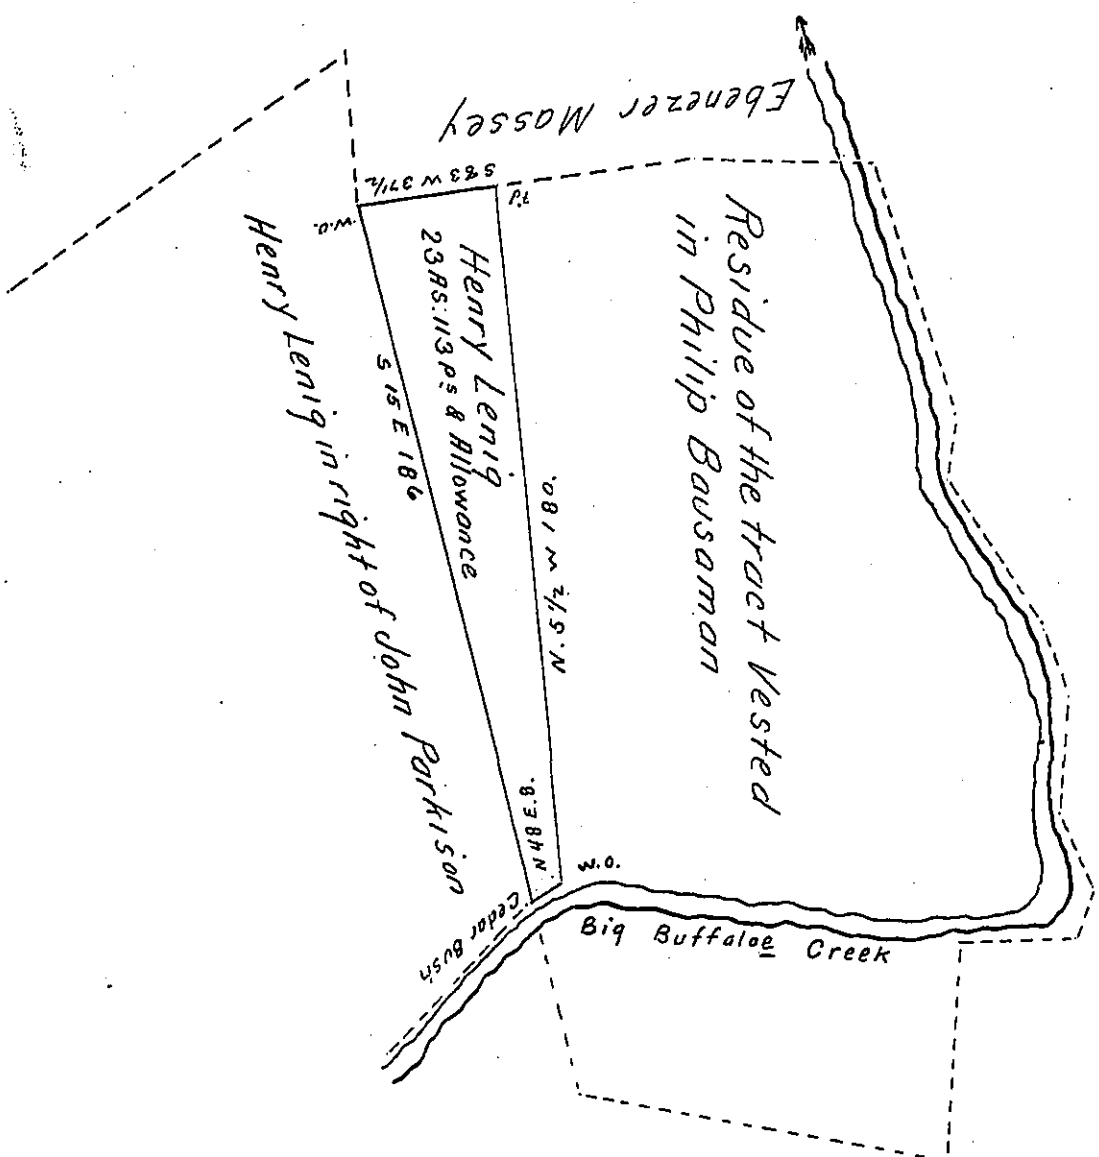 Ebenezer Massey
S 83 W 37½
W.O.
Henry Lenig
23 AS: 113 Ps & Allowance
S 15 E 186
N. 5½ W 180.
N 48 E. 8.
W.O.
Henry Lenig in right of John Parkison
Residue of the tract Vested
in Philip Bausaman
Cedar Bush
Big Buffaloe Creek